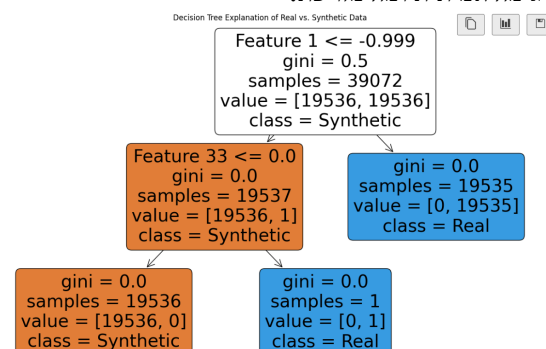 Decision Tree Explanation of Real vs. Synthetic Data
Feature 1 <= -0.999
gini = 0.5
samples = 39072
value = [19536, 19536]
class = Synthetic
Feature 33 <= 0.0
gini = 0.0
samples = 19537
value = [19536, 1]
class = Synthetic
gini = 0.0
samples = 19535
value = [0, 19535]
class = Real
gini = 0.0
samples = 19536
value = [19536, 0]
class = Synthetic
gini = 0.0
samples = 1
value = [0, 1]
class = Real